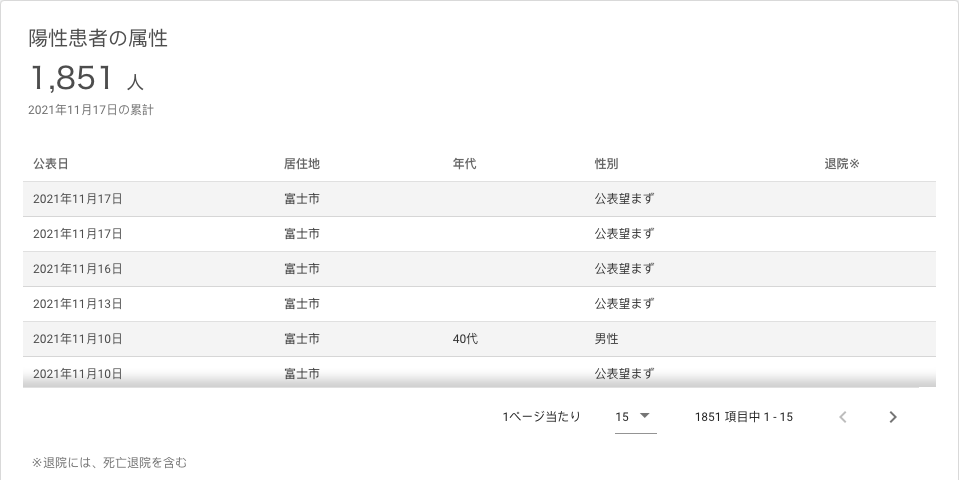 陽性患者の属性
1,851 人
2021年11月17日の累計
公表日 居住地 年代 性別 退院※
2021年11月17日 富士市 公表望まず
2021年11月17日 富士市 公表望まず
2021年11月16日 富士市 公表望まず
2021年11月13日 富士市 公表望まず
2021年11月10日 富士市 40代 男性
2021年11月10日 富士市 公表望まず
1ページ当たり 15 1851 項目中 1 - 15
※退院には、死亡退院を含む